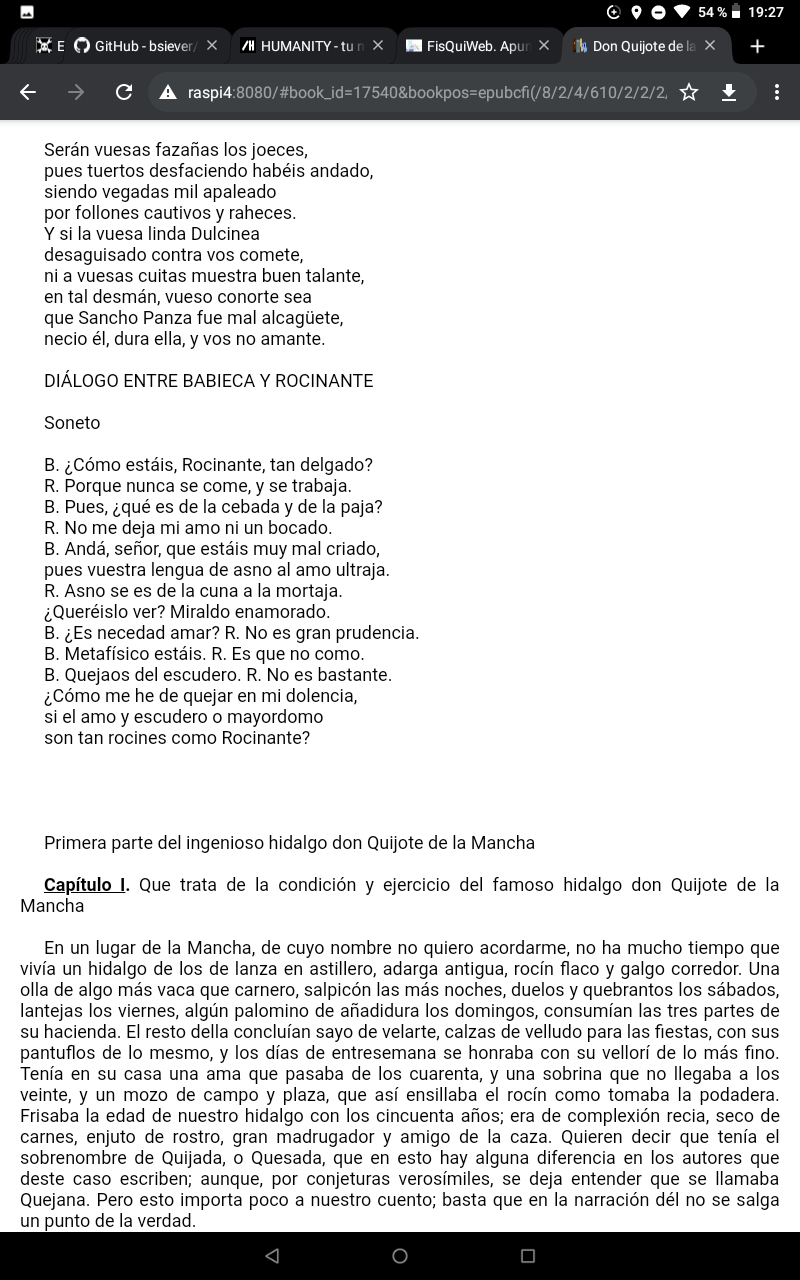 54 % 19:27
E GitHub - bsiever/ HUMANITY - tu n FisQuiWeb. Apun Don Quijote de la
raspi4:8080/#book_id=17540&bookpos=epubcfi(/8/2/4/610/2/2/2,
Serán vuesas fazañas los joeces,
pues tuertos desfaciendo habéis andado,
siendo vegadas mil apaleado
por follones cautivos y raheces.
Y si la vuesa linda Dulcinea
desaguisado contra vos comete,
ni a vuesas cuitas muestra buen talante,
en tal desmán, vueso conorte sea
que Sancho Panza fue mal alcagüete,
necio él, dura ella, y vos no amante.
DIÁLOGO ENTRE BABIECA Y ROCINANTE
Soneto
B. ¿Cómo estáis, Rocinante, tan delgado?
R. Porque nunca se come, y se trabaja.
B. Pues, ¿qué es de la cebada y de la paja?
R. No me deja mi amo ni un bocado.
B. Andá, señor, que estáis muy mal criado,
pues vuestra lengua de asno al amo ultraja.
R. Asno se es de la cuna a la mortaja.
¿Queréislo ver? Miraldo enamorado.
B. ¿Es necedad amar? R. No es gran prudencia.
B. Metafísico estáis. R. Es que no como.
B. Quejaos del escudero. R. No es bastante.
¿Cómo me he de quejar en mi dolencia,
si el amo y escudero o mayordomo
son tan rocines como Rocinante?
Primera parte del ingenioso hidalgo don Quijote de la Mancha
Capítulo I. Que trata de la condición y ejercicio del famoso hidalgo don Quijote de la
Mancha
En un lugar de la Mancha, de cuyo nombre no quiero acordarme, no ha mucho tiempo que
vivía un hidalgo de los de lanza en astillero, adarga antigua, rocín flaco y galgo corredor. Una
olla de algo más vaca que carnero, salpicón las más noches, duelos y quebrantos los sábados,
lantejas los viernes, algún palomino de añadidura los domingos, consumían las tres partes de
su hacienda. El resto della concluían sayo de velarte, calzas de velludo para las fiestas, con sus
pantuflos de lo mesmo, y los días de entresemana se honraba con su vellorí de lo más fino.
Tenía en su casa una ama que pasaba de los cuarenta, y una sobrina que no llegaba a los
veinte, y un mozo de campo y plaza, que así ensillaba el rocín como tomaba la podadera.
Frisaba la edad de nuestro hidalgo con los cincuenta años; era de complexión recia, seco de
carnes, enjuto de rostro, gran madrugador y amigo de la caza. Quieren decir que tenía el
sobrenombre de Quijada, o Quesada, que en esto hay alguna diferencia en los autores que
deste caso escriben; aunque, por conjeturas verosímiles, se deja entender que se llamaba
Quejana. Pero esto importa poco a nuestro cuento; basta que en la narración dél no se salga
un punto de la verdad.